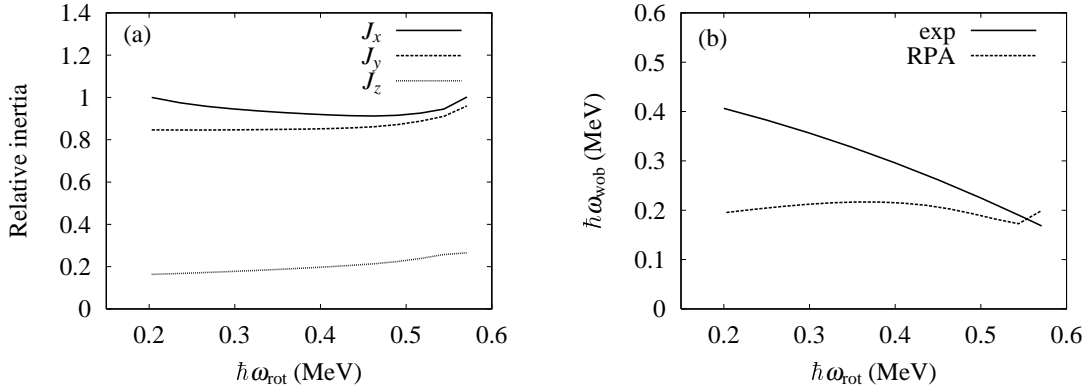 (a)
J_x
J_y
J_z
1.4
1.2
1
0.8
0.6
0.4
0.2
0
Relative inertia
0.2 0.3 0.4 0.5 0.6
ℏω_rot (MeV)
(b)
exp
RPA
0.6
0.5
0.4
0.3
0.2
0.1
0
ℏω_wob (MeV)
0.2 0.3 0.4 0.5 0.6
ℏω_rot (MeV)